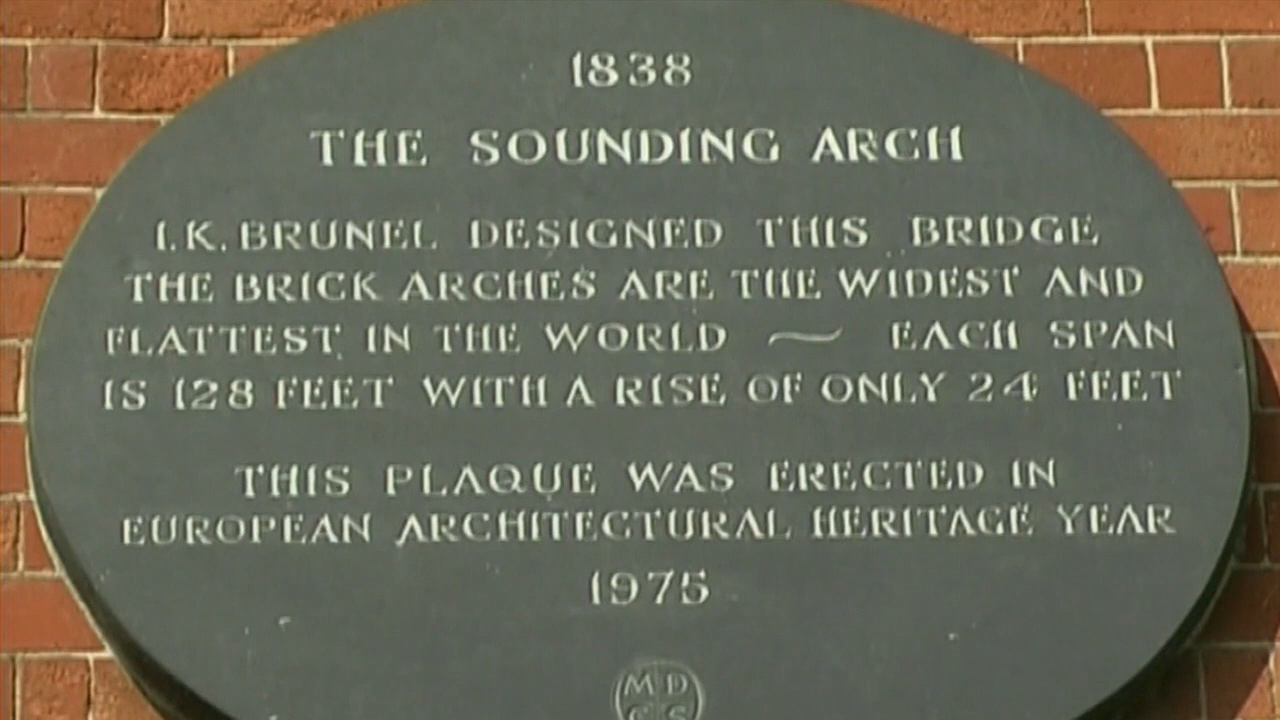 1838
THE SOUNDING ARCH
I.K. BRUNEL DESIGNED THIS BRIDGE
THE BRICK ARCHES ARE THE WIDEST AND
FLATTEST IN THE WORLD ~ EACH SPAN
IS 128 FEET WITH A RISE OF ONLY 24 FEET
THIS PLAQUE WAS ERECTED IN
EUROPEAN ARCHITECTURAL HERITAGE YEAR
1975
MD
CS